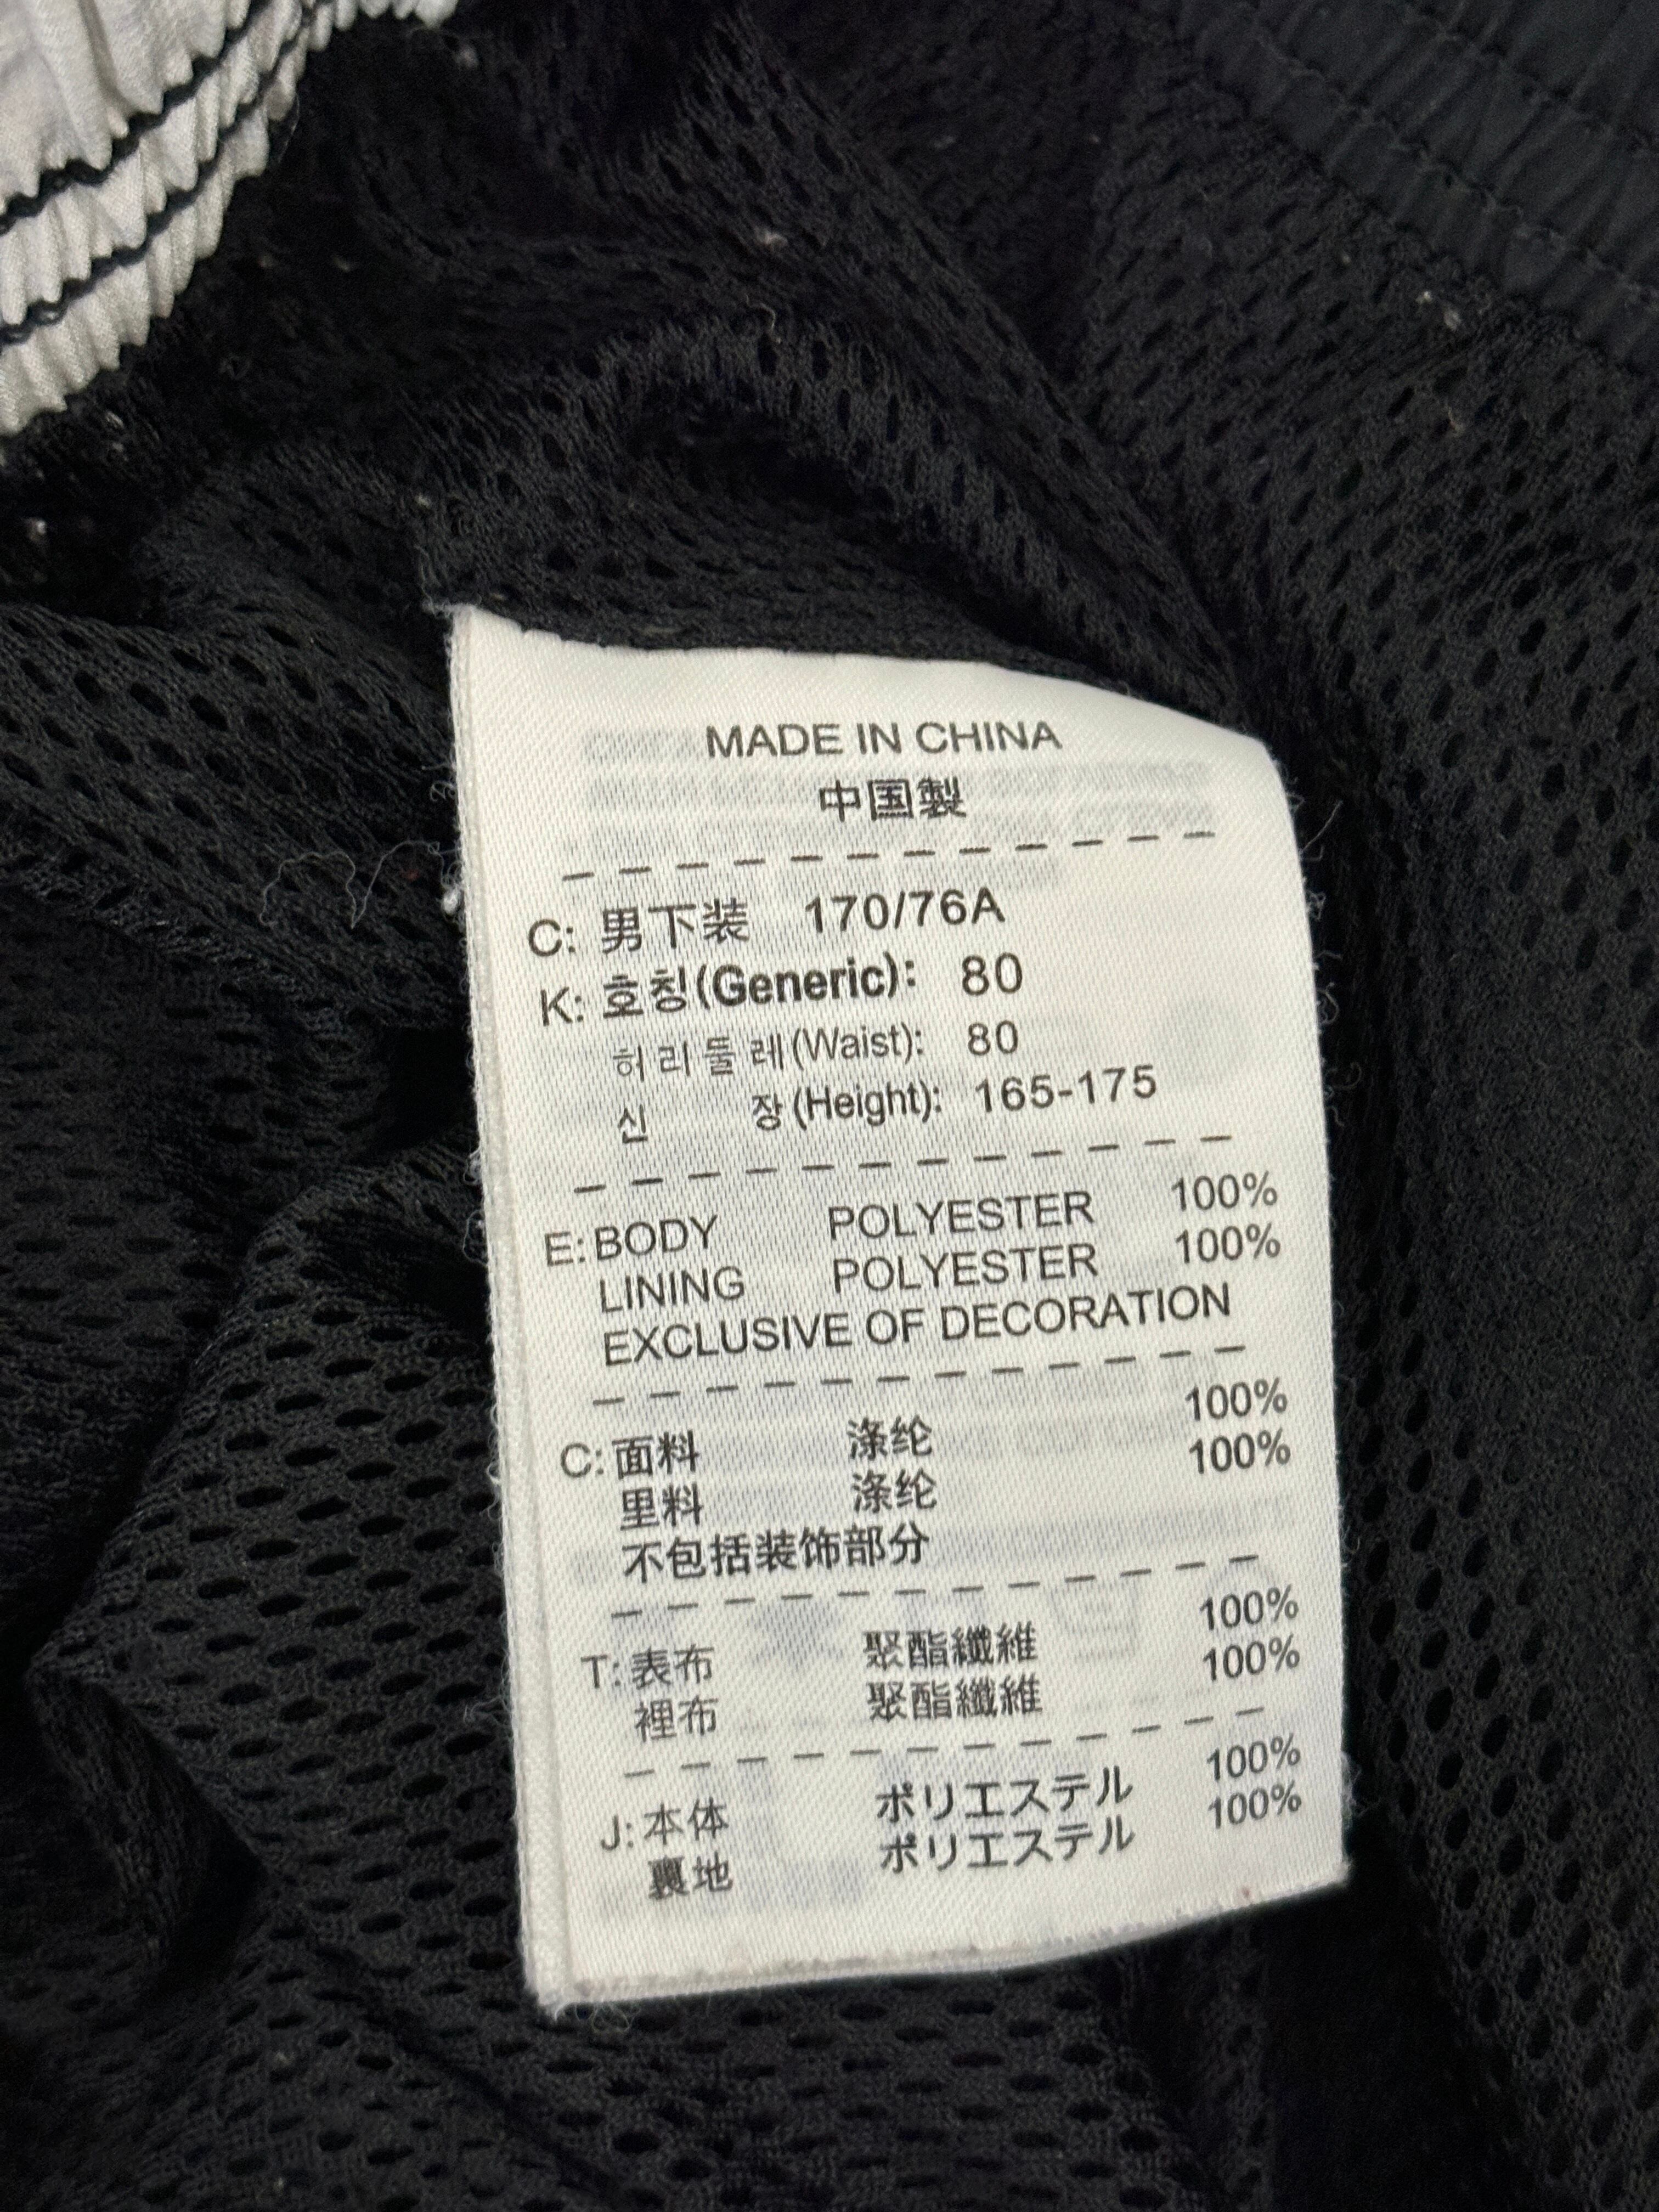 MADE IN CHINA
中国製
C: 男下装 170/76A
K: 호칭(Generic): 80
허리둘레(Waist): 80
신 장(Height): 165-175
E: BODY POLYESTER 100%
LINING POLYESTER 100%
EXCLUSIVE OF DECORATION
C: 面料 涤纶 100%
里料 涤纶 100%
不包括装饰部分
T: 表布 聚酯纖維 100%
裡布 聚酯纖維 100%
J: 本体 ポリエステル 100%
裏地 ポリエステル 100%